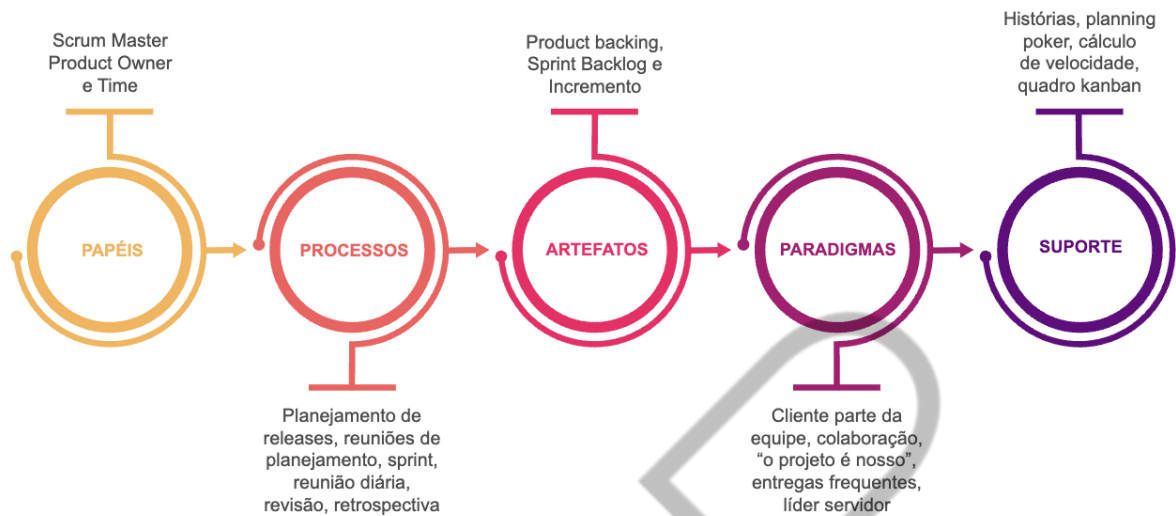 Scrum Master
Product Owner
e Time
PAPÉIS
PROCESSOS
Planejamento de
releases, reuniões de
planejamento, sprint,
reunião diária,
revisão, retrospectiva
Product backing,
Sprint Backlog e
Incremento
ARTEFATOS
PARADIGMAS
Cliente parte da
equipe, colaboração,
“o projeto é nosso”,
entregas frequentes,
líder servidor
Histórias, planning
poker, cálculo
de velocidade,
quadro kanban
SUPORTE